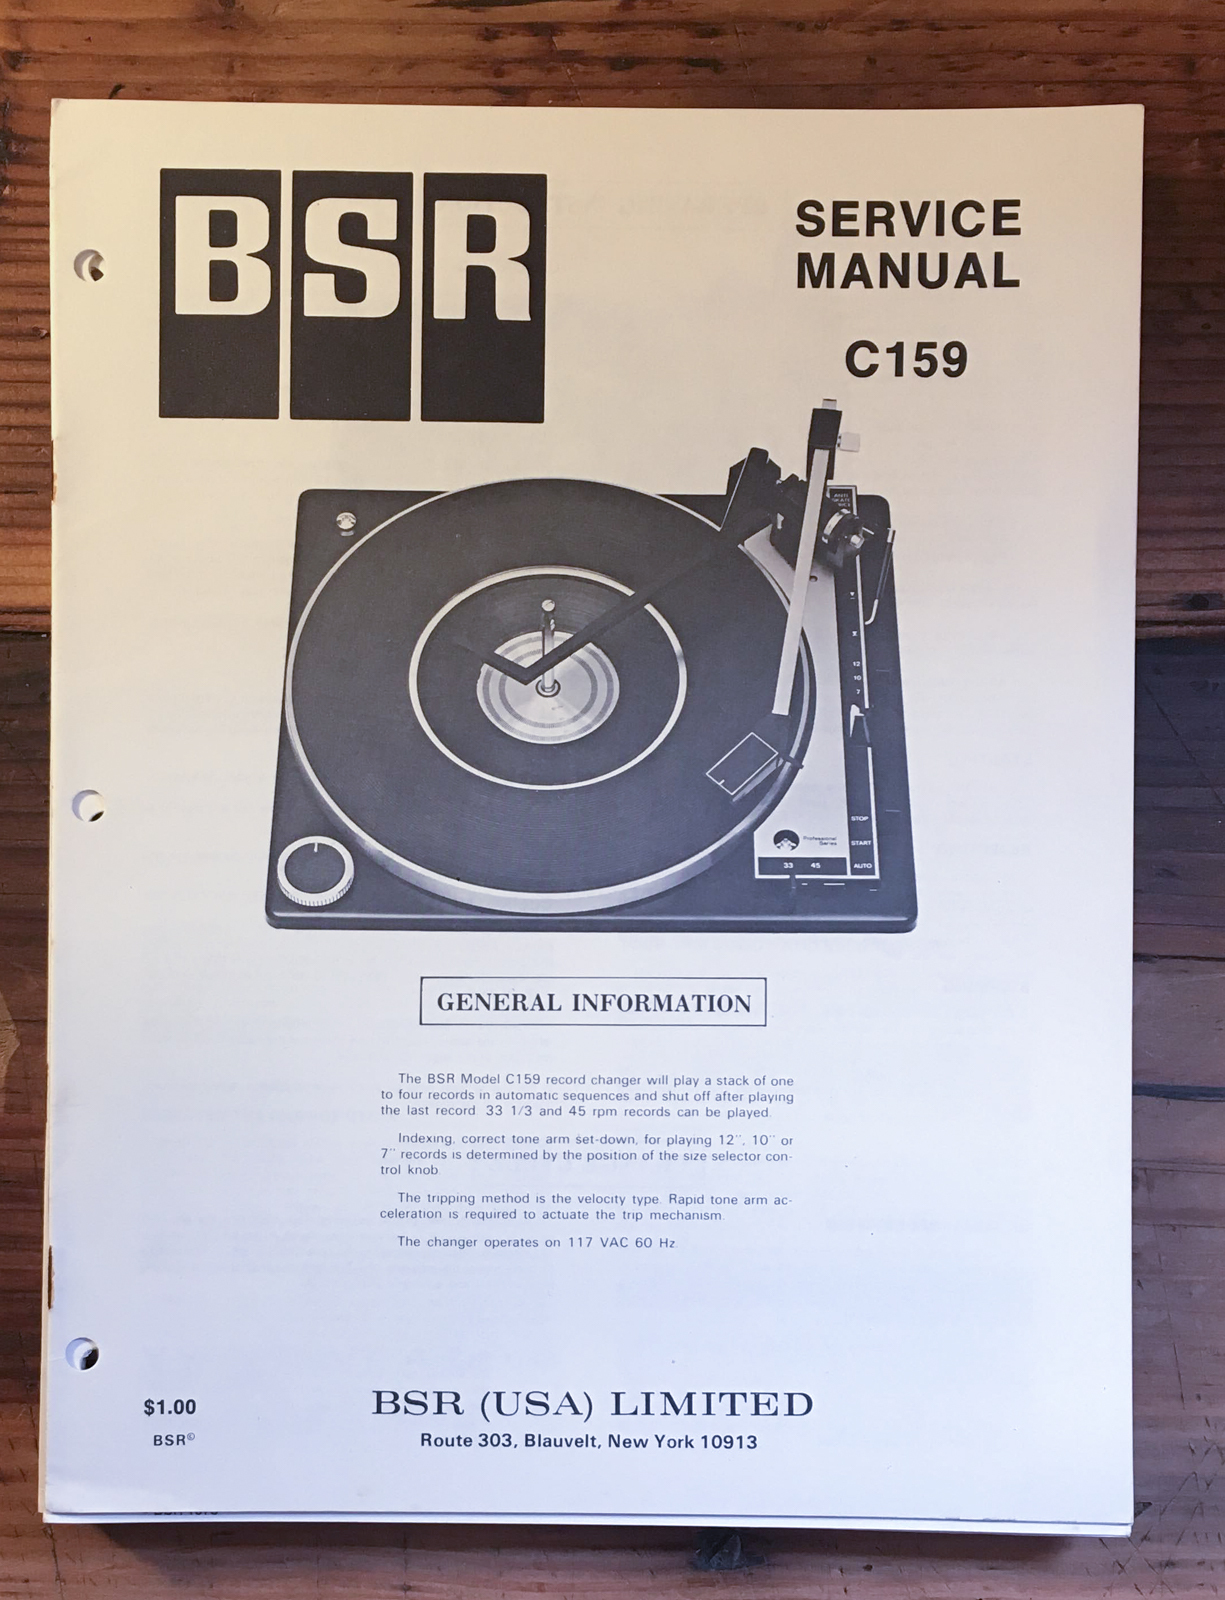 BSR
SERVICE
MANUAL
C159
12
10
7
STOP
START
AUTO
Professional
Series
33 45
GENERAL INFORMATION
The BSR Model C159 record changer will play a stack of one
to four records in automatic sequences and shut off after playing
the last record. 33 1/3 and 45 rpm records can be played.
Indexing, correct tone arm set-down, for playing 12", 10" or
7" records is determined by the position of the size selector con-
trol knob
The tripping method is the velocity type. Rapid tone arm ac-
celeration is required to actuate the trip mechanism.
The changer operates on 117 VAC 60 Hz.
$1.00
BSR©
BSR (USA) LIMITED
Route 303, Blauvelt, New York 10913